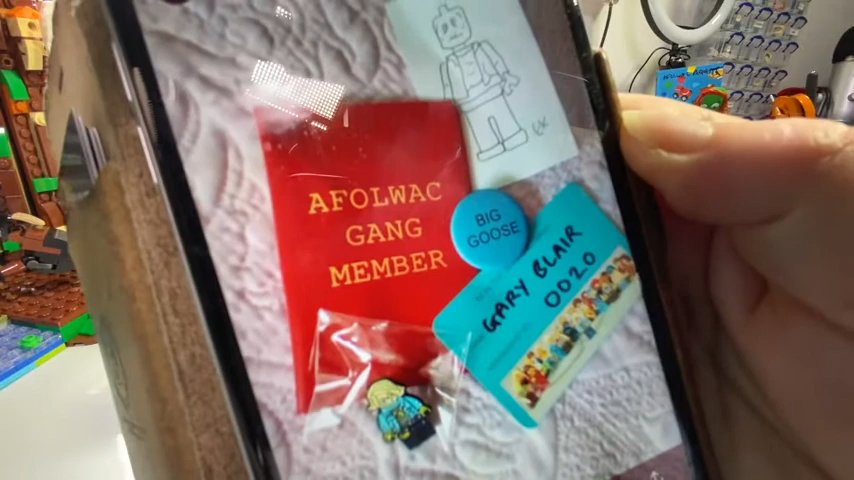 AFOLWAC
GANG
MEMBER
BIG
GOOSE
GARY BLAIR
0020